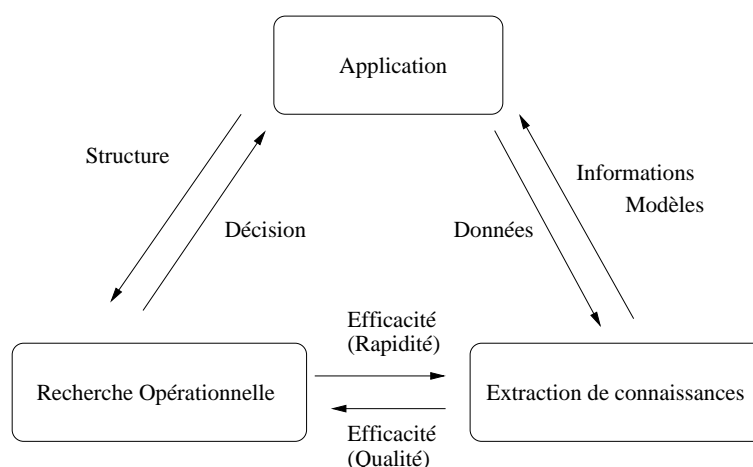 Application
Structure
Informations
Modèles
Décision
Données
Efficacité
(Rapidité)
Recherche Opérationnelle
Extraction de connaissances
Efficacité
(Qualité)